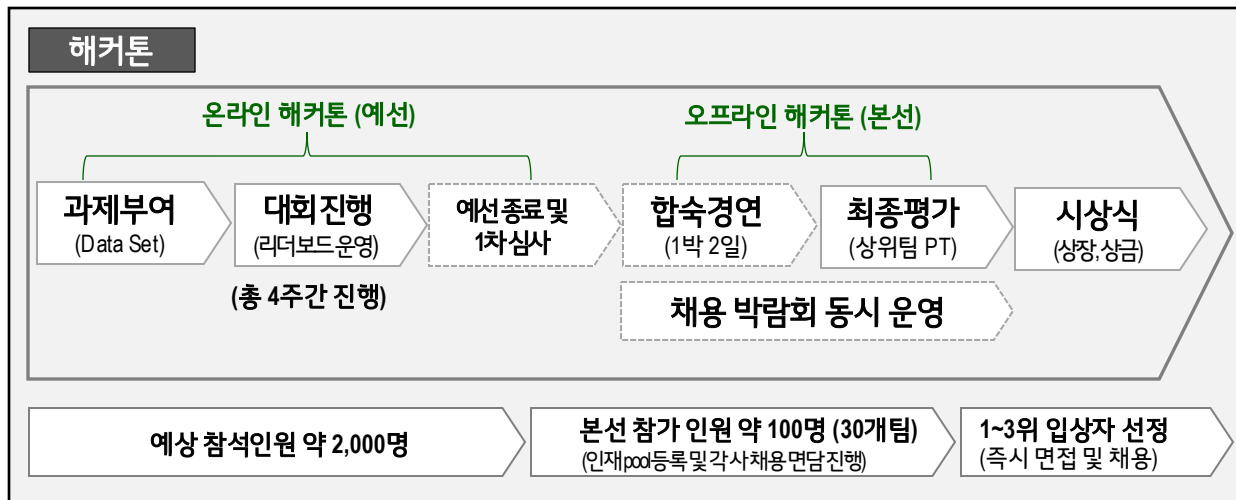 해커톤
온라인 해커톤 (예선)
오프라인 해커톤 (본선)
과제부여
(Data Set)
대회진행
(리더보드운영)
예선 종료 및
1차 심사
합숙경연
(1박 2일)
최종평가
(상위팀 PT)
시상식
(상장, 상금)
(총 4주간 진행)
채용 박람회 동시 운영
예상 참석인원 약 2,000명
본선 참가 인원 약 100명 (30개팀)
(인재pool등록 및 각사 채용 면담진행)
1~3위 입상자 선정
(즉시 면접 및 채용)